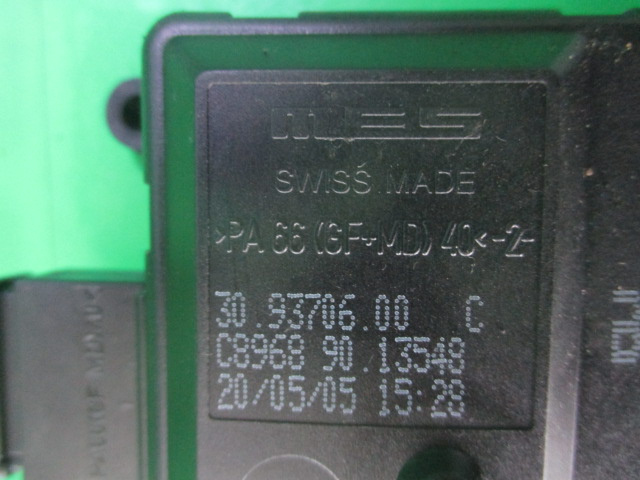 MES
SWISS MADE
>PA 66 (GF+MD) 40<-2-
30.93706.00 C
C8968 90.13548
20/05/05 15:28